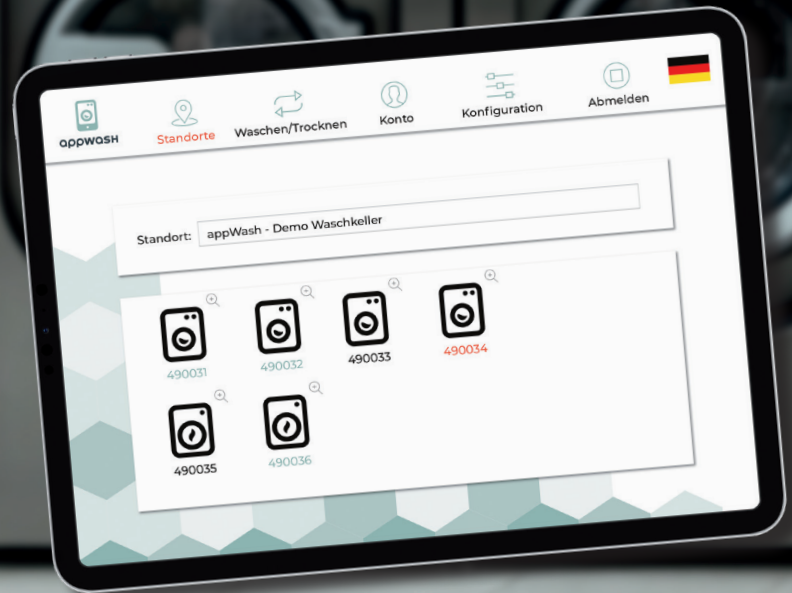 appWash
Standorte
Waschen/Trocknen
Konto
Konfiguration
Abmelden
Standort: appWash - Demo Waschkeller
490031
490032
490033
490034
490035
490036